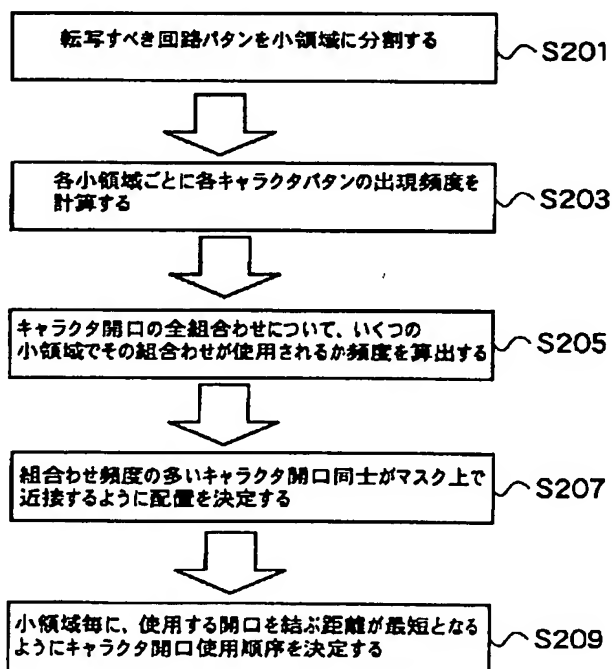 転写すべき回路パタンを小領域に分割する
S201
各小領域ごとに各キャラクタパタンの出現頻度を
計算する
S203
キャラクタ開口の全組合わせについて、いくつの
小領域でその組合わせが使用されるか頻度を算出する
S205
組合わせ頻度の多いキャラクタ開口同士がマスク上で
近接するように配置を決定する
S207
小領域毎に、使用する開口を結ぶ距離が最短となる
ようにキャラクタ開口使用順序を決定する
S209